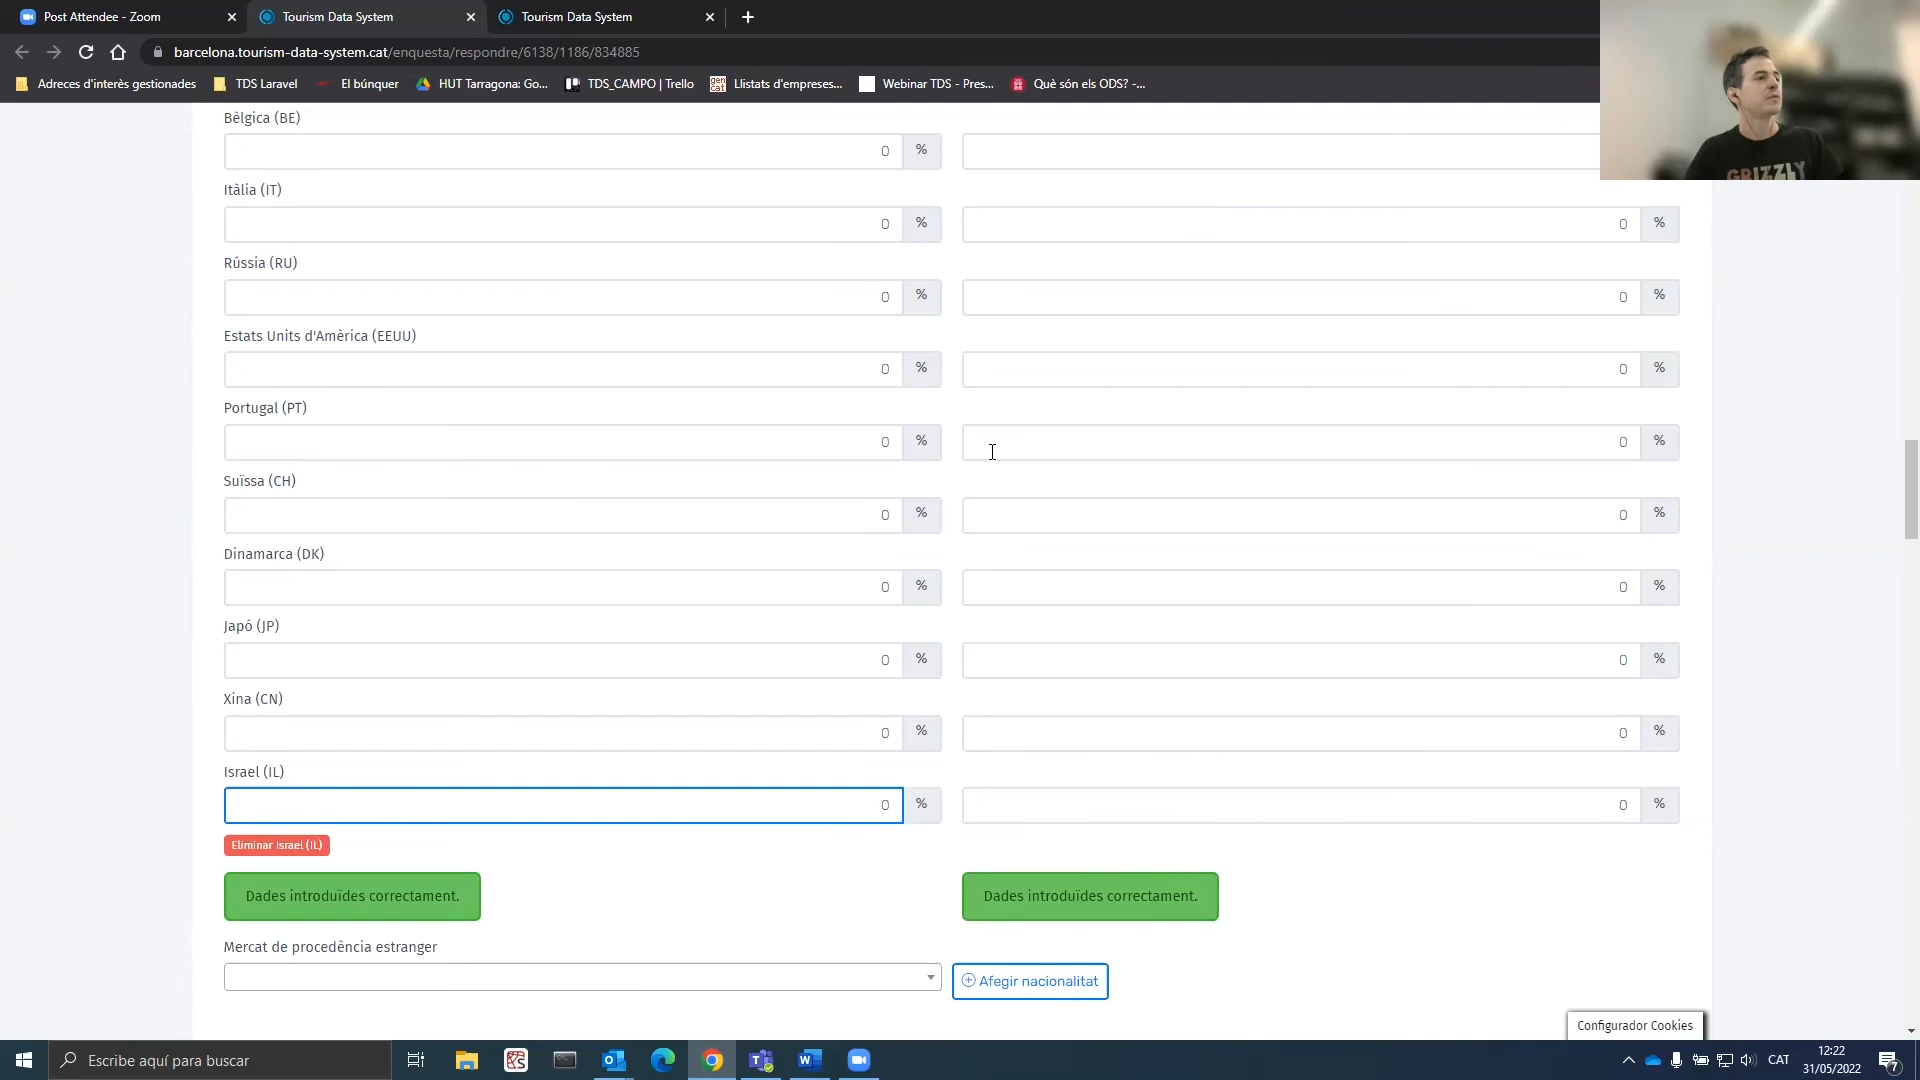 Post Attendee - Zoom
Tourism Data System
Tourism Data System
barcelona.tourism-data-system.cat/enquesta/respondre/6138/1186/834885
Adreces d'interès gestionades
TDS Laravel
El búnquer
HUT Tarragona: Go...
TDS_CAMPO | Trello
gen
cat
Llistats d'empreses...
Webinar TDS - Pres...
Què són els ODS? -...
GRIZZLY
Bèlgica (BE)
0 %
Itàlia (IT)
0 % 0 %
Rússia (RU)
0 % 0 %
Estats Units d'Amèrica (EEUU)
0 % 0 %
Portugal (PT)
0 % 0 %
Suïssa (CH)
0 % 0 %
Dinamarca (DK)
0 % 0 %
Japó (JP)
0 % 0 %
Xina (CN)
0 % 0 %
Israel (IL)
0 % 0 %
Eliminar Israel (IL)
Dades introduïdes correctament.
Dades introduïdes correctament.
Mercat de procedència estranger
Afegir nacionalitat
Configurador Cookies
Escribe aquí para buscar
CAT
12:22
31/05/2022
7